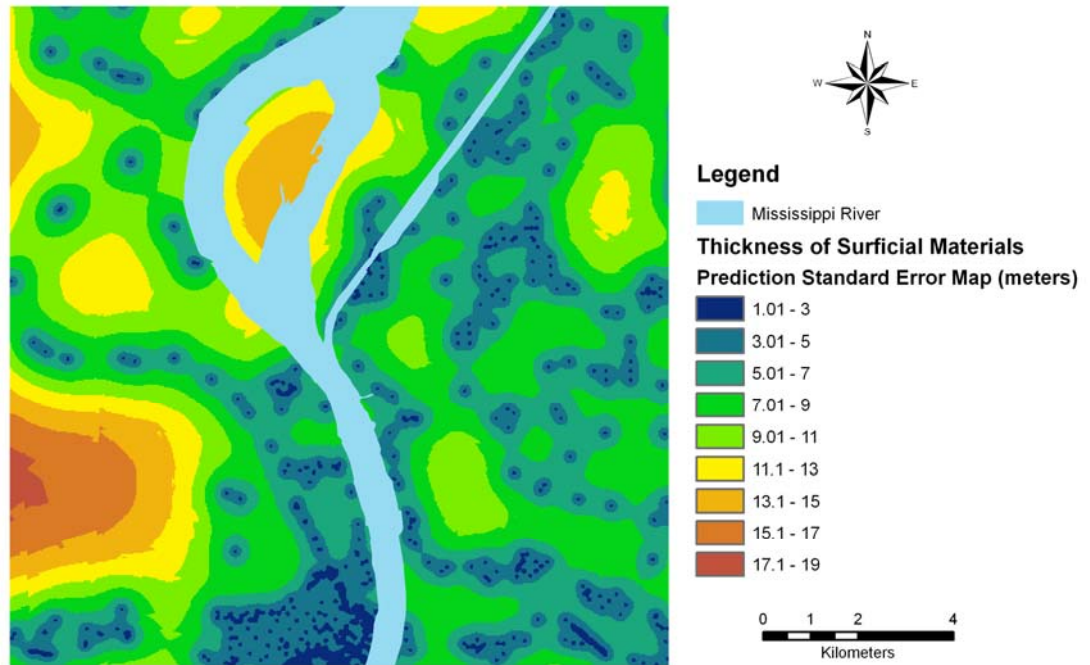 N
W E
S
Legend
Mississippi River
Thickness of Surficial Materials
Prediction Standard Error Map (meters)
1.01 - 3
3.01 - 5
5.01 - 7
7.01 - 9
9.01 - 11
11.1 - 13
13.1 - 15
15.1 - 17
17.1 - 19
0 1 2 4
Kilometers